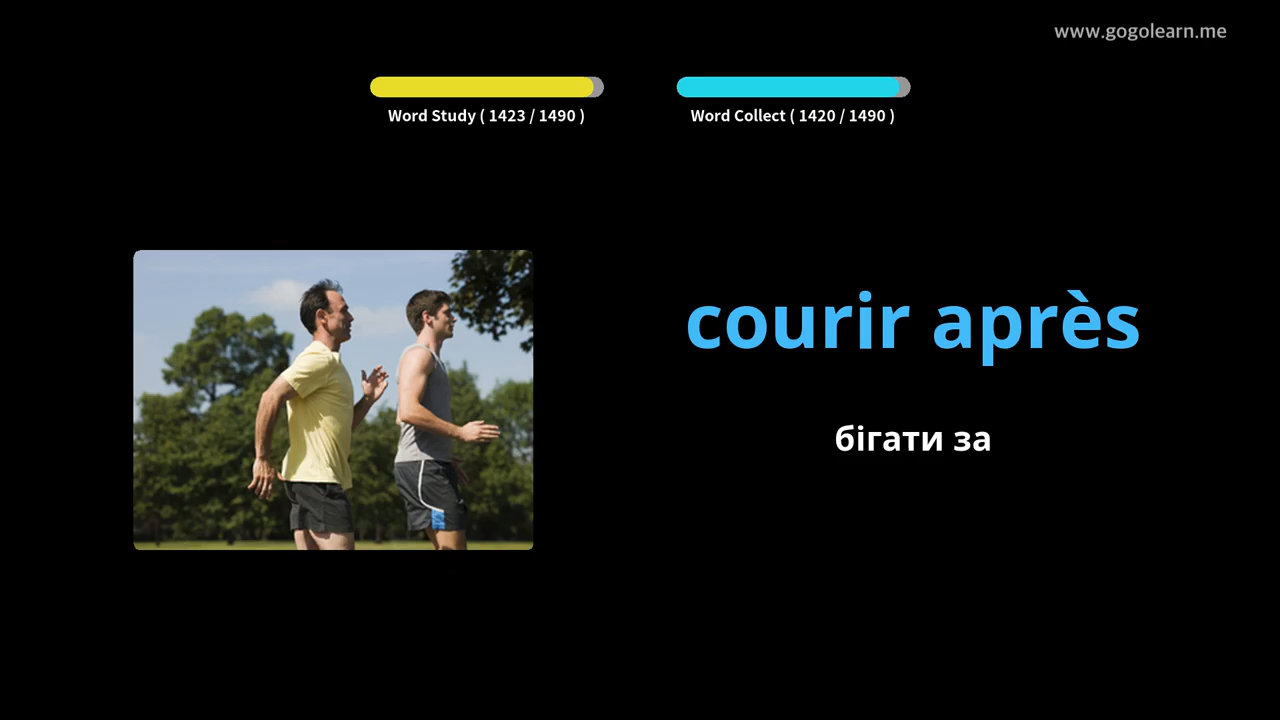 www.gogolearn.me
Word Study ( 1423 / 1490 )
Word Collect ( 1420 / 1490 )
courir après
бігати за